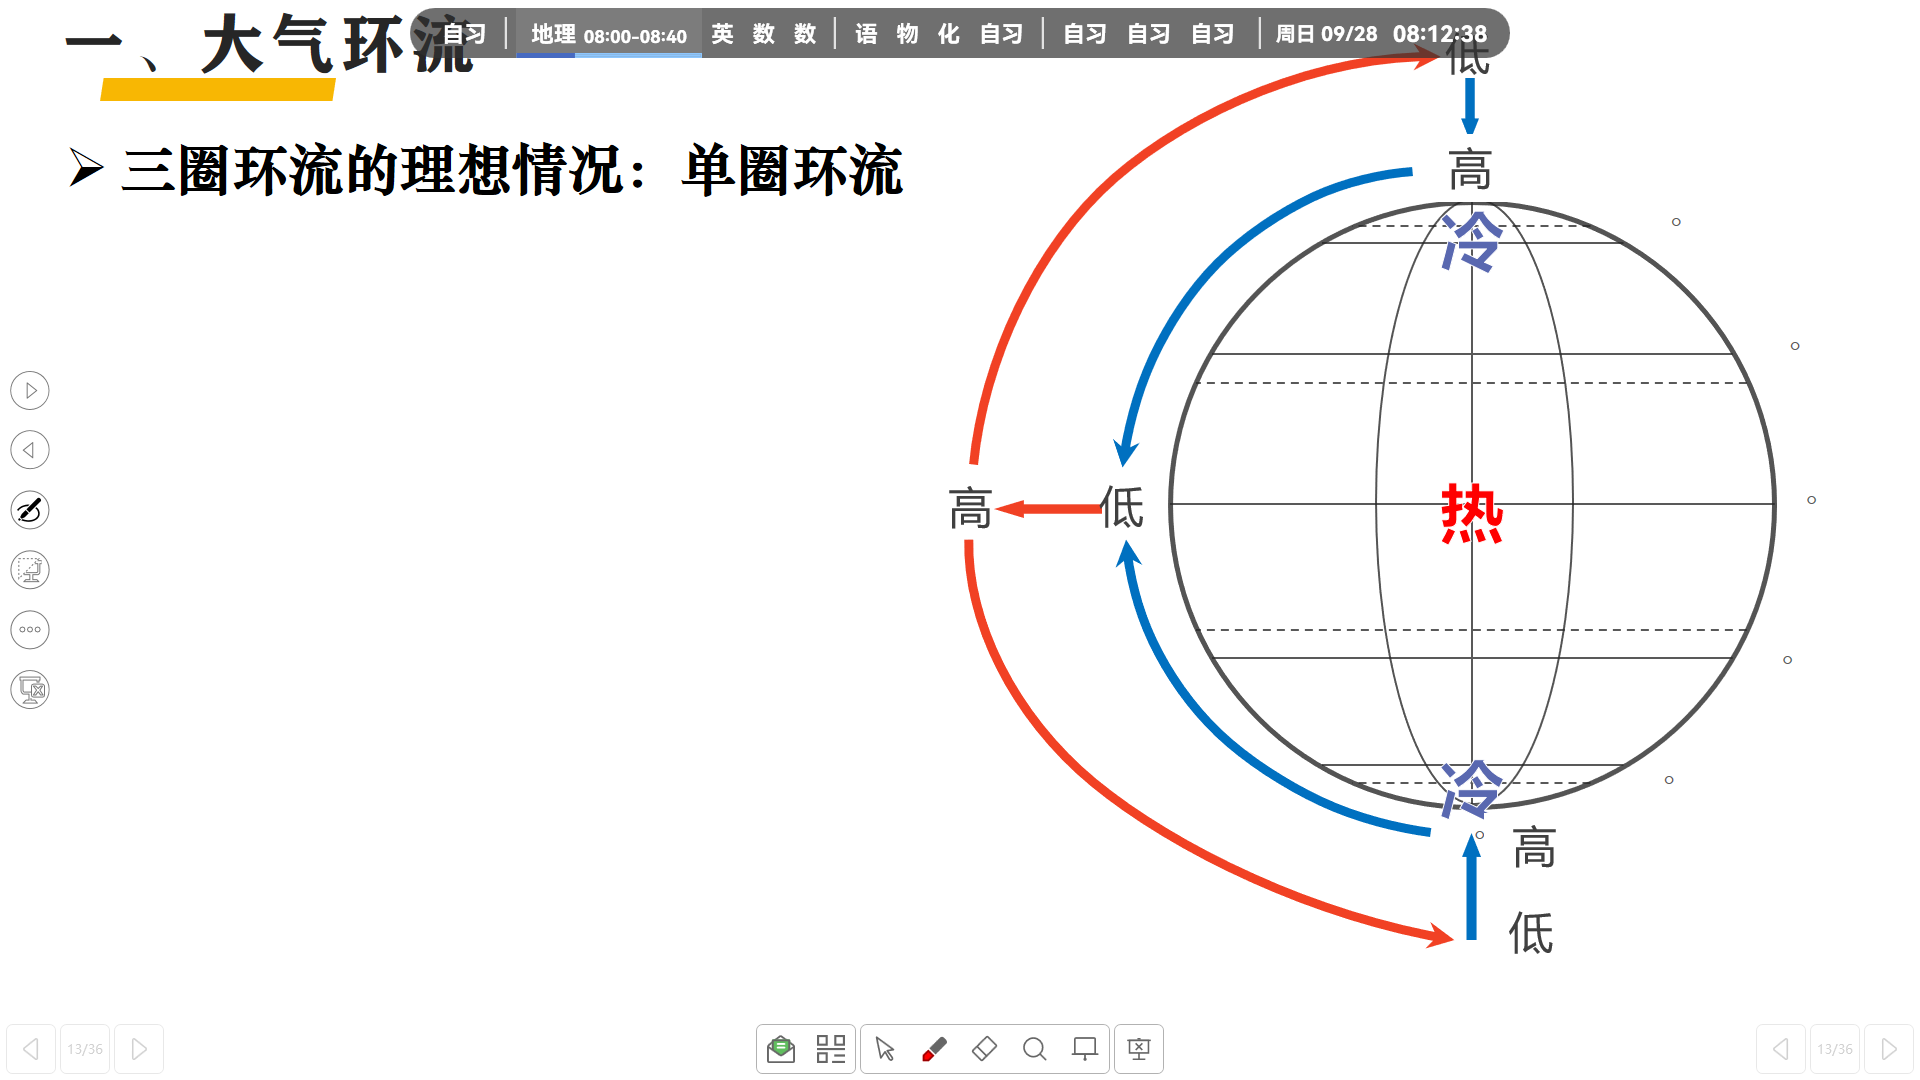 自习 | 地理 08:00-08:40 英 数 数 | 语 物 化 自习 | 自习 自习 自习 | 周日 09/28 08:12:38
一、大气环流
➢ 三圈环流的理想情况：单圈环流
低
高
冷
高 低 热
冷
高
低
13/36 13/36